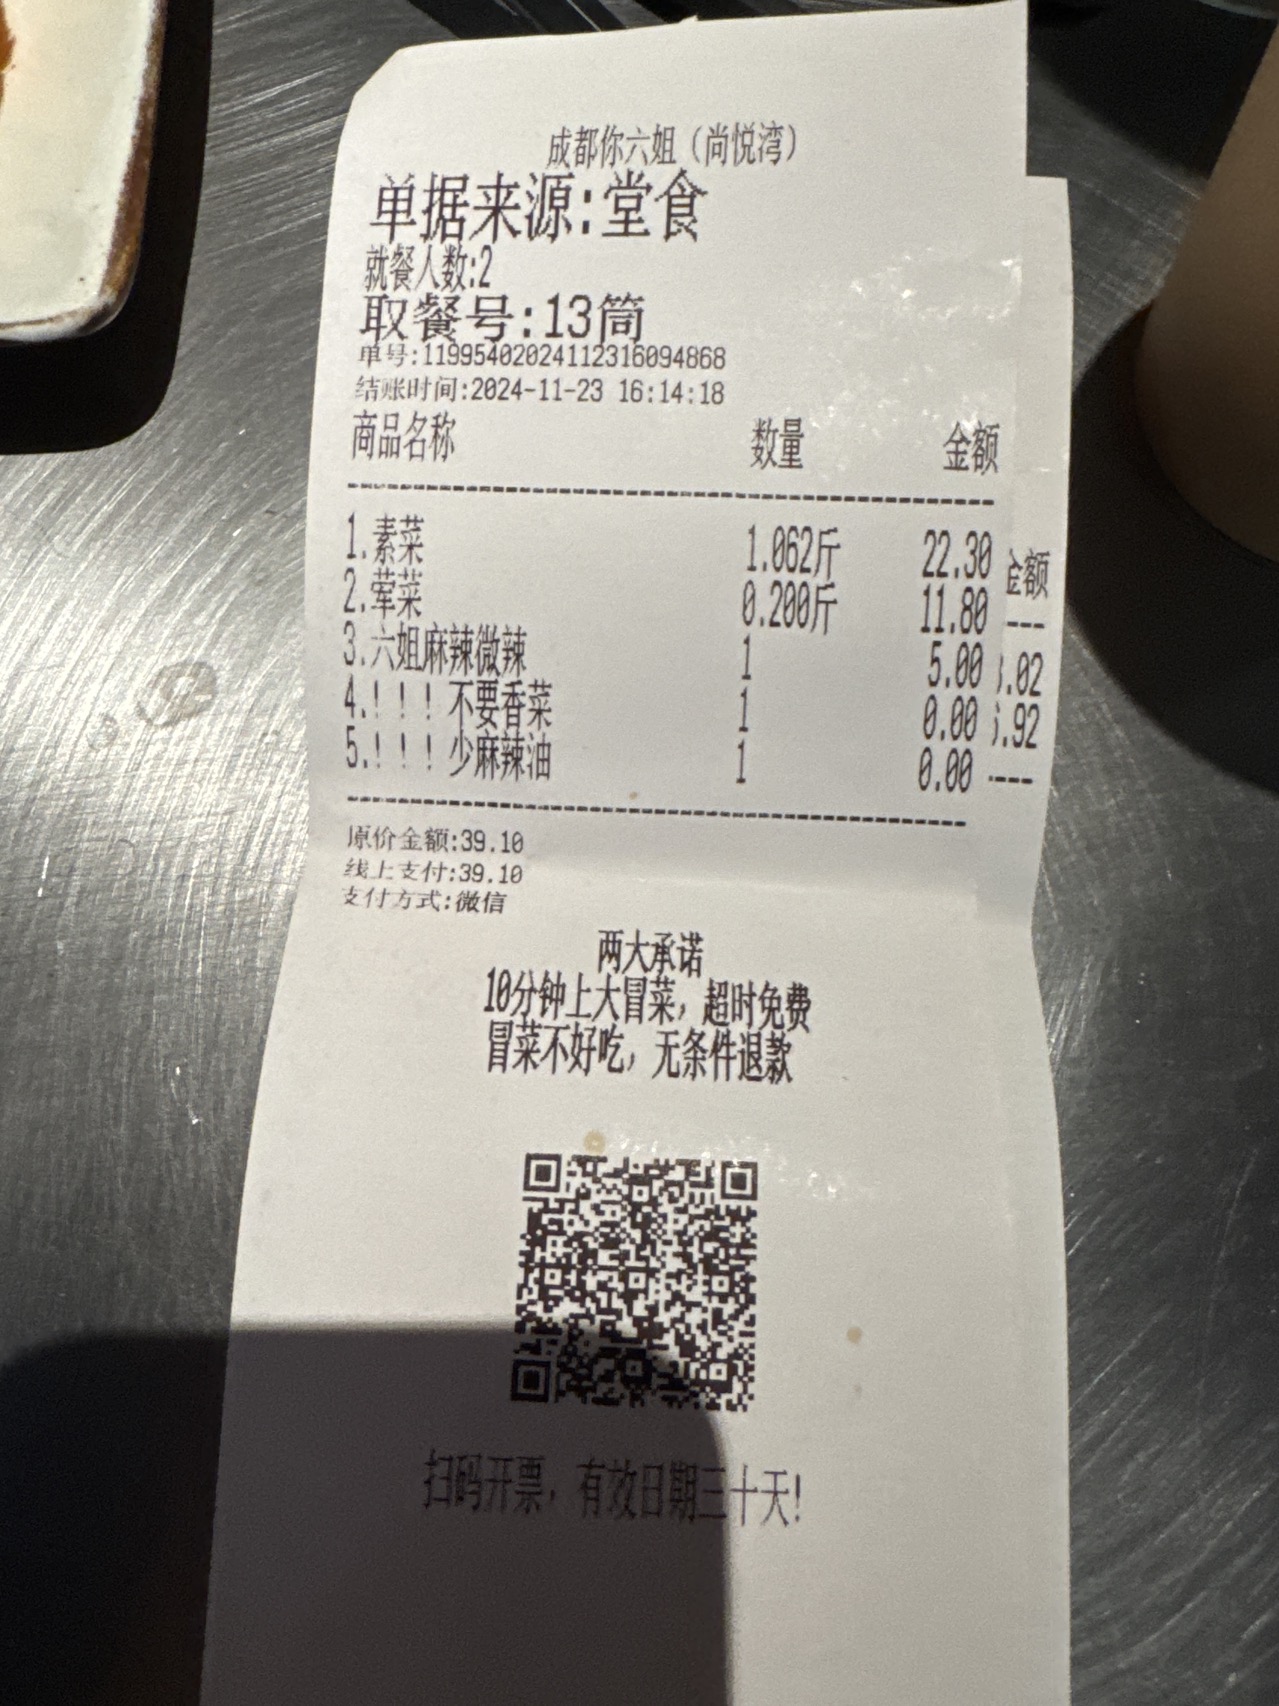 成都你六姐（尚悦湾）
单据来源:堂食
就餐人数:2
取餐号:13筒
单号:11995402024112316094868
结账时间:2024-11-23 16:14:18
商品名称 数量 金额
1.素菜 1.062斤 22.30
2.荤菜 0.200斤 11.80
3.六姐麻辣微辣 1 5.00
4.！！！不要香菜 1 0.00
5.！！！少麻辣油 1 0.00
原价金额:39.10
线上支付:39.10
支付方式:微信
两大承诺
10分钟上大冒菜，超时免费
冒菜不好吃，无条件退款
扫码开票，有效日期三十天!
金额
.02
.92